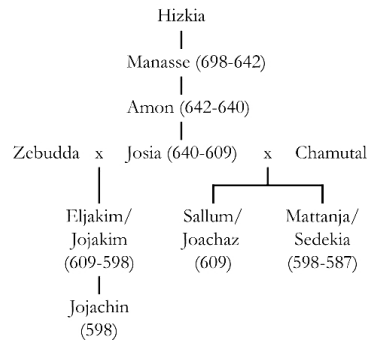 Hizkia
Manasse (698-642)
Amon (642-640)
Zebudda x Josia (640-609) x Chamutal
Eljakim/
Jojakim
(609-598)
Sallum/
Joachaz
(609)
Mattanja/
Sedekia
(598-587)
Jojachin
(598)